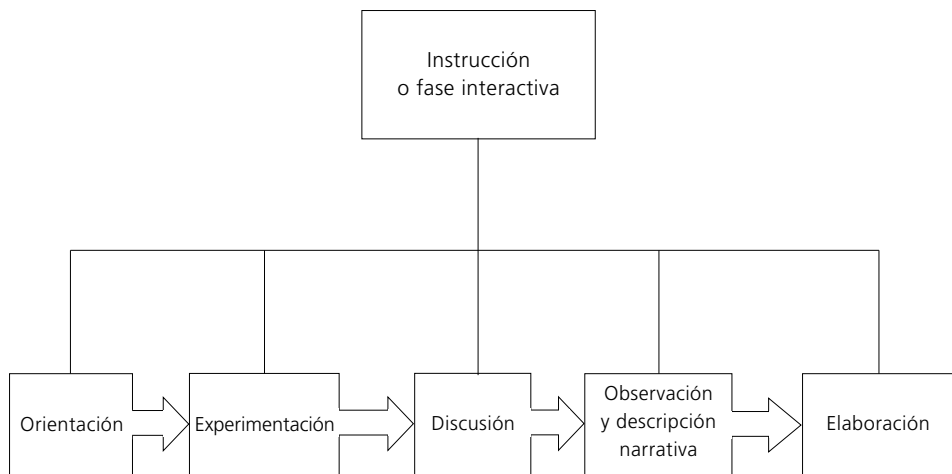 Instrucción
o fase interactiva
Orientación
Experimentación
Discusión
Observación
y descripción
narrativa
Elaboración